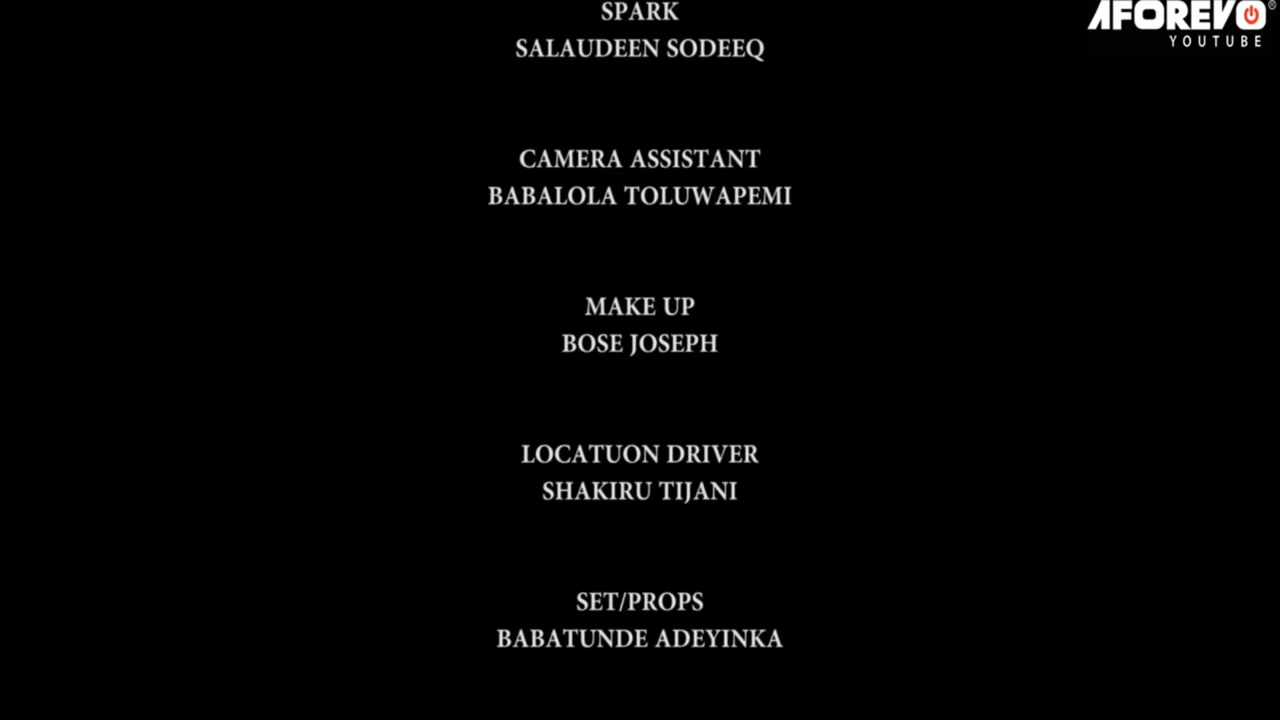 SPARK
SALAUDEEN SODEEQ
AFOREVO®
YOUTUBE
CAMERA ASSISTANT
BABALOLA TOLUWAPEMI
MAKE UP
BOSE JOSEPH
LOCATUON DRIVER
SHAKIRU TIJANI
SET/PROPS
BABATUNDE ADEYINKA